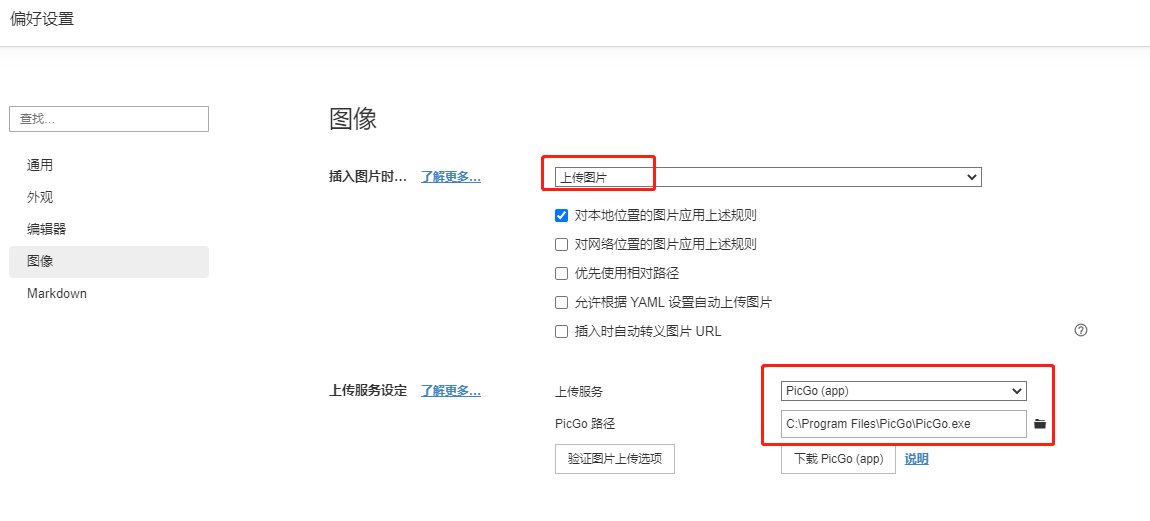 偏好设置
查找...
通用
外观
编辑器
图像
Markdown
图像
插入图片时... 了解更多... 上传图片
对本地位置的图片应用上述规则
对网络位置的图片应用上述规则
优先使用相对路径
允许根据 YAML 设置自动上传图片
插入时自动转义图片 URL
上传服务设定 了解更多... 上传服务 PicGo (app)
PicGo 路径 C:\Program Files\PicGo\PicGo.exe
验证图片上传选项 下载 PicGo (app) 说明